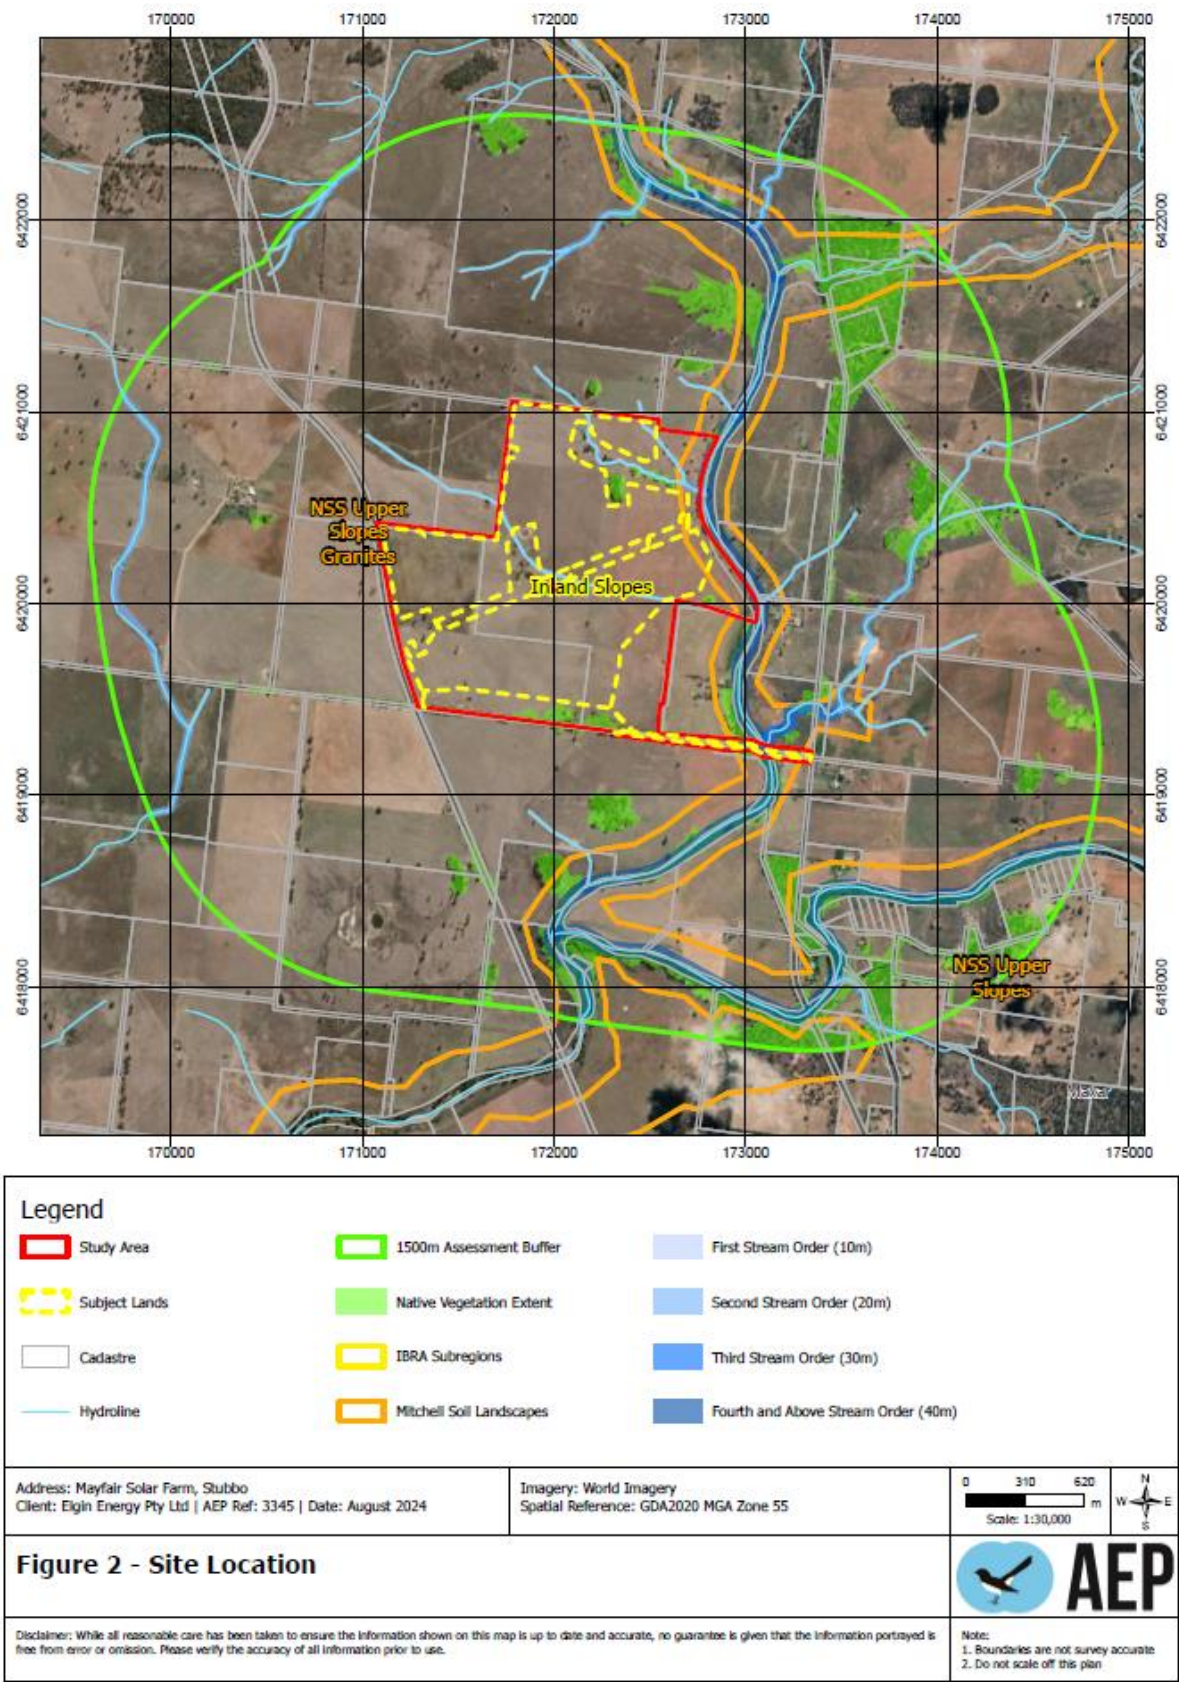 170000 171000 172000 173000 174000 175000
6422000 6422000
6421000 6421000
NSS Upper
Slopes
Granites
Inland Slopes
6420000 6420000
6419000 6419000
NSS Upper
Slopes
6418000 6418000
170000 171000 172000 173000 174000 175000
Legend
Study Area
1500m Assessment Buffer
First Stream Order (10m)
Subject Lands
Native Vegetation Extent
Second Stream Order (20m)
Cadastre
IBRA Subregions
Third Stream Order (30m)
Hydroline
Mitchell Soil Landscapes
Fourth and Above Stream Order (40m)
Address: Mayfair Solar Farm, Stubbo
Client: Elgin Energy Pty Ltd | AEP Ref: 3345 | Date: August 2024
Imagery: World Imagery
Spatial Reference: GDA2020 MGA Zone 55
0 310 620
m
Scale: 1:30,000
N
W E
S
Figure 2 - Site Location
AEP
Disclaimer: While all reasonable care has been taken to ensure the information shown on this map is up to date and accurate, no guarantee is given that the information portrayed is
free from error or omission. Please verify the accuracy of all information prior to use.
Note:
1. Boundaries are not survey accurate
2. Do not scale off this plan